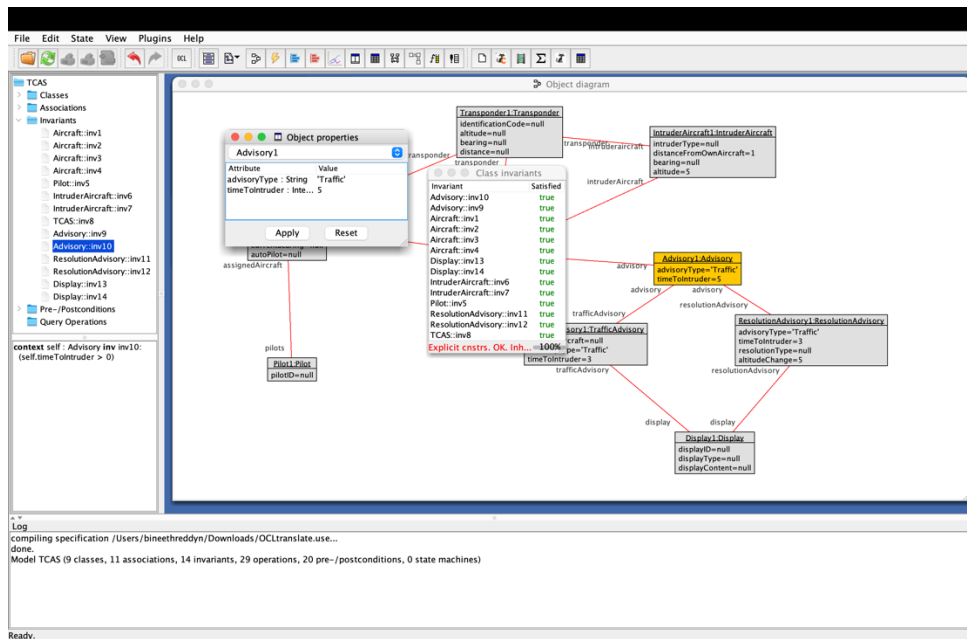 File Edit State View Plugins Help
OCL
TCAS
Classes
Associations
Invariants
Aircraft::inv1
Aircraft::inv2
Aircraft::inv3
Aircraft::inv4
Pilot::inv5
IntruderAircraft::inv6
IntruderAircraft::inv7
TCAS::inv8
Advisory::inv9
Advisory::inv10
ResolutionAdvisory::inv11
ResolutionAdvisory::inv12
Display::inv13
Display::inv14
Pre-/Postconditions
Query Operations
context self : Advisory inv inv10:
(self.timeToIntruder > 0)
Object diagram
Transponder1:Transponder
identificationCode=null
altitude=null
bearing=null
distance=null
transponder
transponder
transponder
intruderaircraft
IntruderAircraft1:IntruderAircraft
intruderType=null
distanceFromOwnAircraft=1
bearing=null
altitude=5
intruderAircraft
Object properties
Advisory1
Attribute Value
advisoryType : String 'Traffic'
timeToIntruder : Inte... 5
Apply Reset
autoPilot=null
assignedAircraft
pilots
Pilot1:Pilot
pilotID=null
Class invariants
Invariant Satisfied
Advisory::inv10 true
Advisory::inv9 true
Aircraft::inv1 true
Aircraft::inv2 true
Aircraft::inv3 true
Aircraft::inv4 true
Display::inv13 true
Display::inv14 true
IntruderAircraft::inv6 true
IntruderAircraft::inv7 true
Pilot::inv5 true
ResolutionAdvisory::inv11 true
ResolutionAdvisory::inv12 true
TCAS::inv8 true
Explicit cnstrs. OK. Inh... 100%
advisory
Advisory1:Advisory
advisoryType='Traffic'
timeToIntruder=5
advisory advisory
trafficAdvisory
resolutionAdvisory
sory1:TrafficAdvisory
craft=null
pe='Traffic'
timeToIntruder=3
trafficAdvisory
ResolutionAdvisory1:ResolutionAdvisory
advisoryType='Traffic'
timeToIntruder=3
resolutionType=null
altitudeChange=5
resolutionAdvisory
display display
Display1:Display
displayID=null
displayType=null
displayContent=null
Log
compiling specification /Users/bineethreddyn/Downloads/OCLtranslate.use...
done.
Model TCAS (9 classes, 11 associations, 14 invariants, 29 operations, 20 pre-/postconditions, 0 state machines)
Ready.